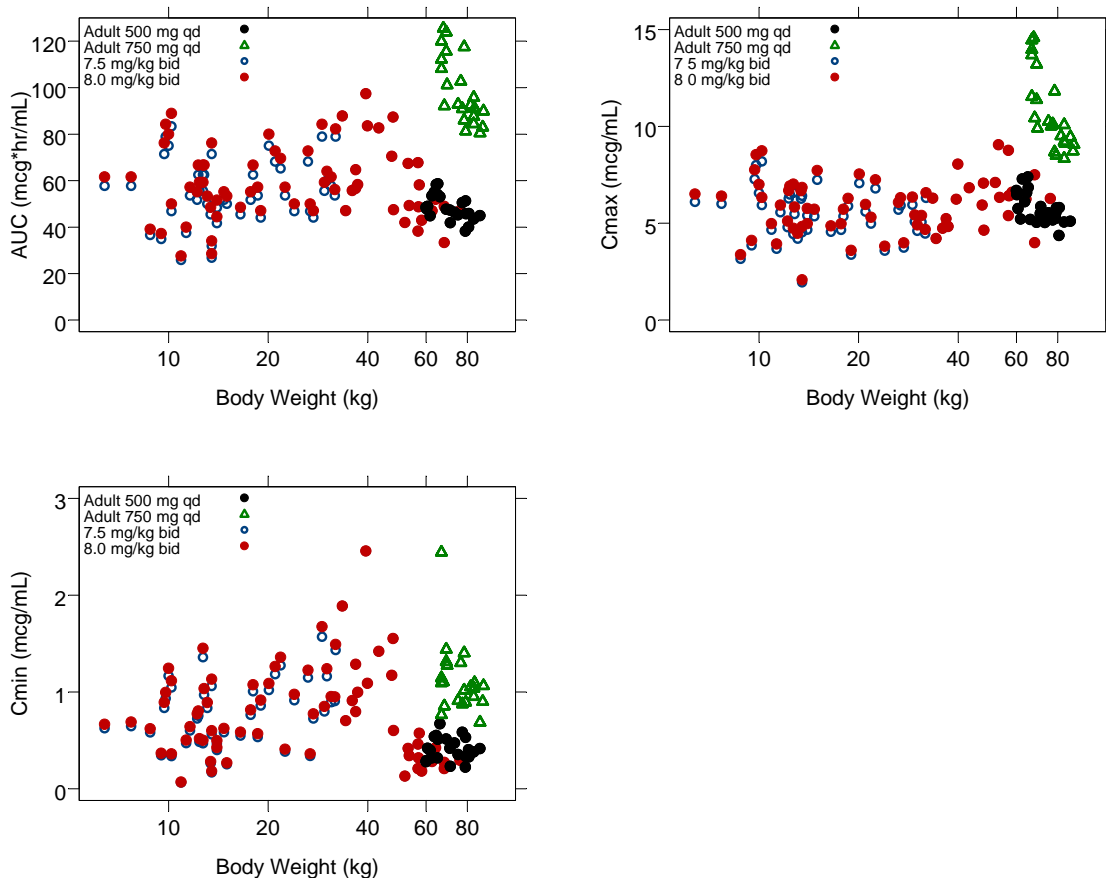 Adult 500 mg qd
Adult 750 mg qd
7.5 mg/kg bid
8.0 mg/kg bid
120
100
80
60
40
20
0
AUC (mcg*hr/mL)
10 20 40 60 80
Body Weight (kg)
Adult 500 mg qd
Adult 750 mg qd
7 5 mg/kg bid
8 0 mg/kg bid
15
10
5
0
Cmax (mcg/mL)
10 20 40 60 80
Body Weight (kg)
Adult 500 mg qd
Adult 750 mg qd
7.5 mg/kg bid
8.0 mg/kg bid
3
2
1
0
Cmin (mcg/mL)
10 20 40 60 80
Body Weight (kg)